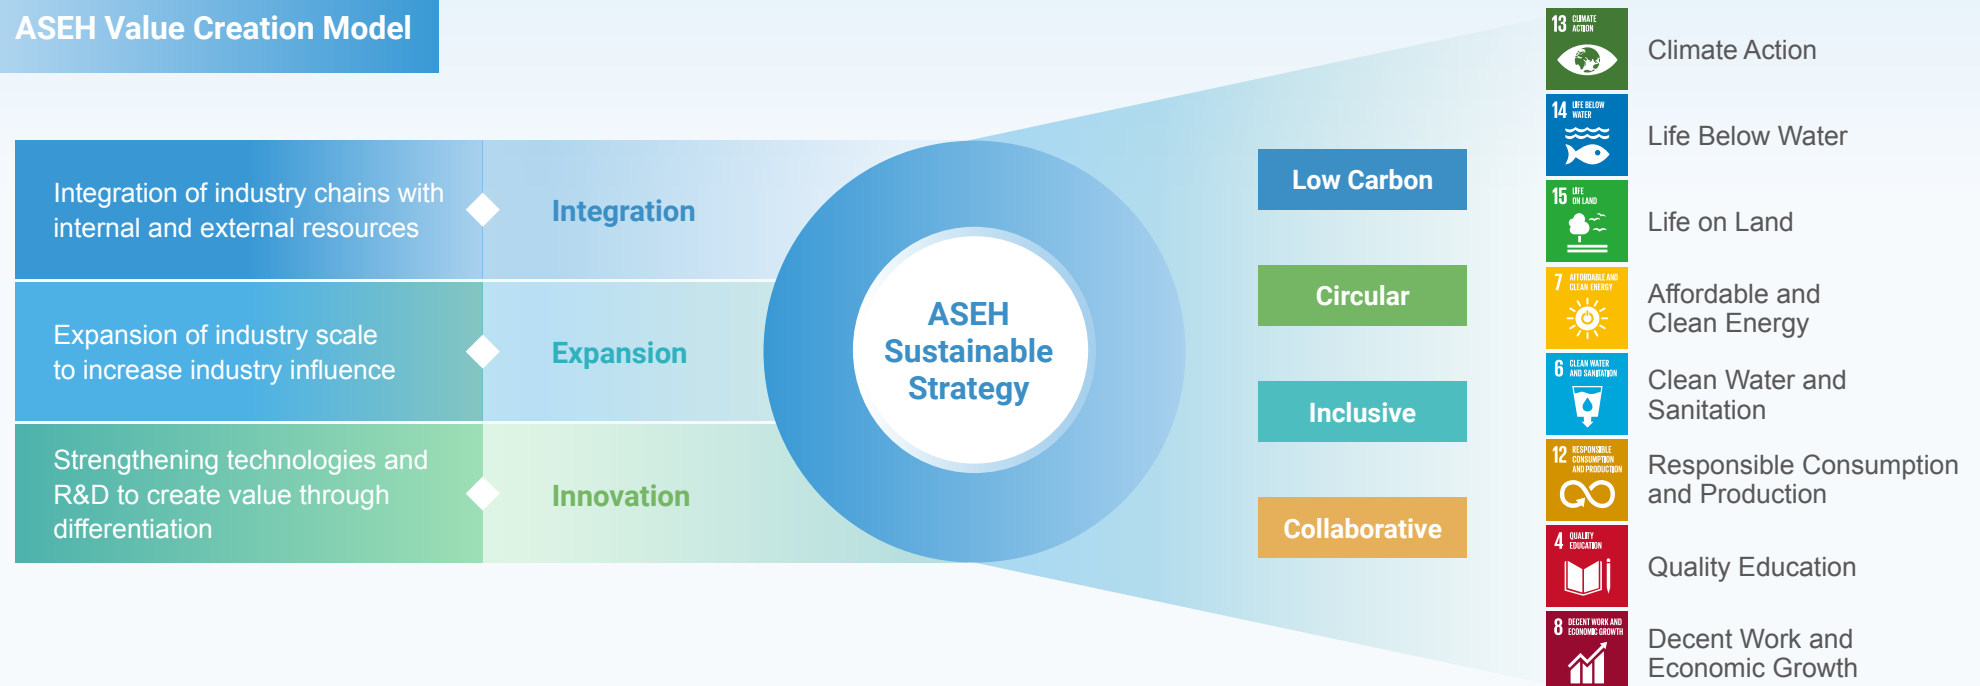 ASEH Value Creation Model
Integration of industry chains with
internal and external resources
Integration
Expansion of industry scale
to increase industry influence
Expansion
Strengthening technologies and
R&D to create value through
differentiation
Innovation
ASEH
Sustainable
Strategy
Low Carbon
Circular
Inclusive
Collaborative
13 CLIMATE
ACTION
Climate Action
14 LIFE BELOW
WATER
Life Below Water
15 LIFE
ON LAND
Life on Land
7 AFFORDABLE AND
CLEAN ENERGY
Affordable and
Clean Energy
6 CLEAN WATER
AND SANITATION
Clean Water and
Sanitation
12 RESPONSIBLE
CONSUMPTION
AND PRODUCTION
Responsible Consumption
and Production
4 QUALITY
EDUCATION
Quality Education
8 DECENT WORK AND
ECONOMIC GROWTH
Decent Work and
Economic Growth